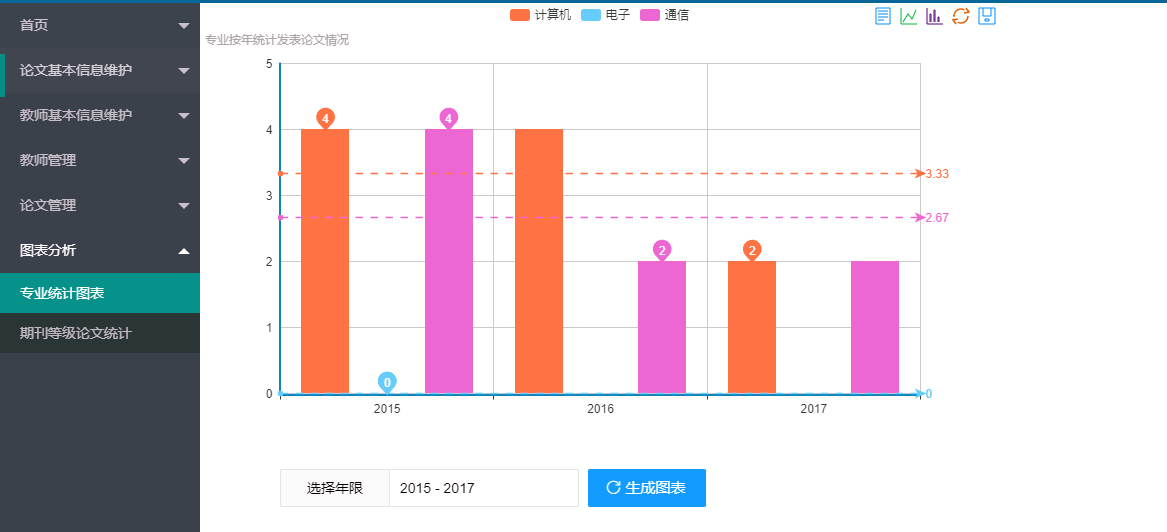 首页
论文基本信息维护
教师基本信息维护
教师管理
论文管理
图表分析
专业统计图表
期刊等级论文统计
计算机 电子 通信
专业按年统计发表论文情况
5
4
3
2
1
0
4
4
2
2
0
3.33
2.67
0
2015 2016 2017
选择年限 2015 - 2017 生成图表